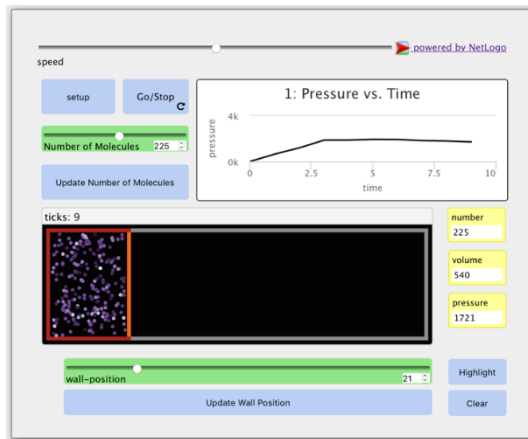 powered by NetLogo
speed
setup
Go/Stop
1: Pressure vs. Time
4k
pressure
0k
0 2.5 5 7.5 10
time
Number of Molecules 225
Update Number of Molecules
ticks: 9
number
225
volume
540
pressure
1721
wall-position 21
Highlight
Update Wall Position
Clear